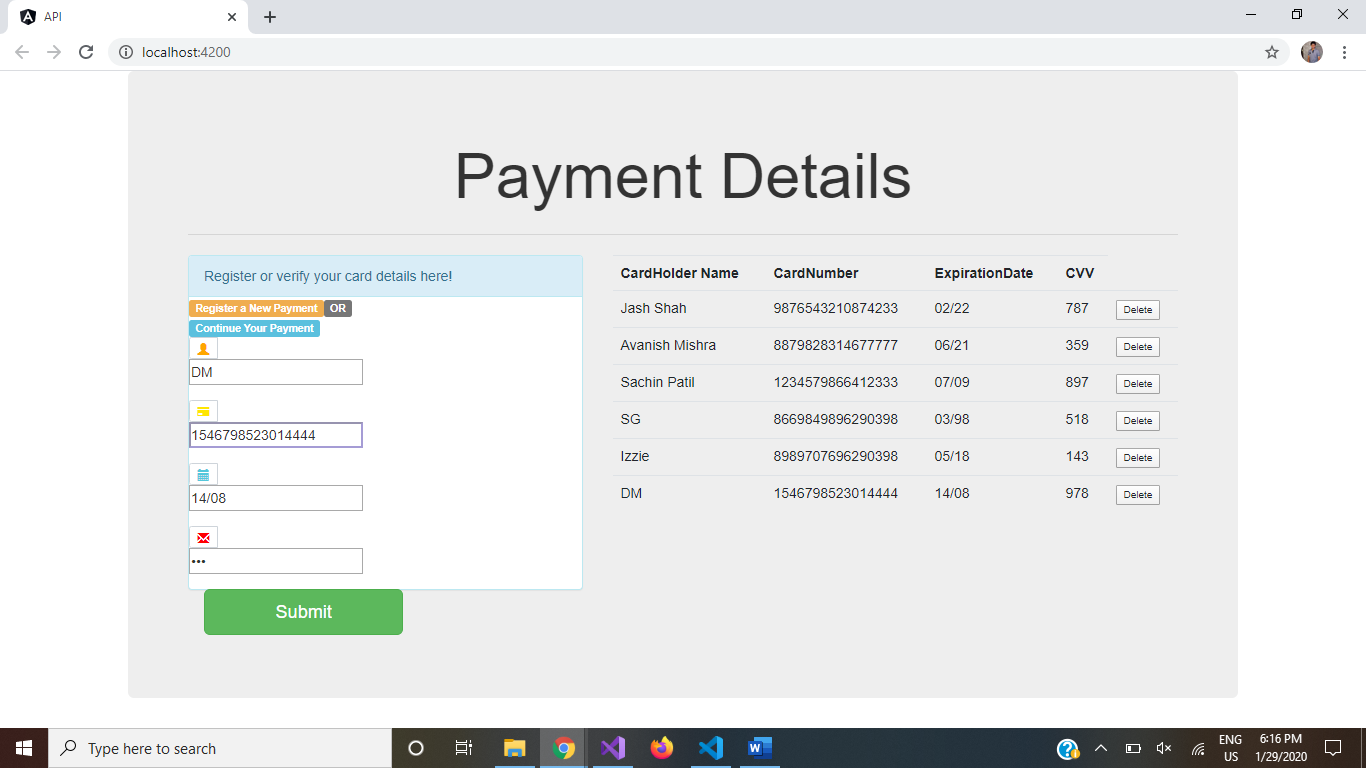 API
localhost:4200
Payment Details
Register or verify your card details here!
Register a New Payment OR
Continue Your Payment
DM
1546798523014444
14/08
•••
Submit
CardHolder Name CardNumber ExpirationDate CVV
Jash Shah 9876543210874233 02/22 787 Delete
Avanish Mishra 8879828314677777 06/21 359 Delete
Sachin Patil 1234579866412333 07/09 897 Delete
SG 8669849896290398 03/98 518 Delete
Izzie 8989707696290398 05/18 143 Delete
DM 1546798523014444 14/08 978 Delete
Type here to search
ENG
US
6:16 PM
1/29/2020